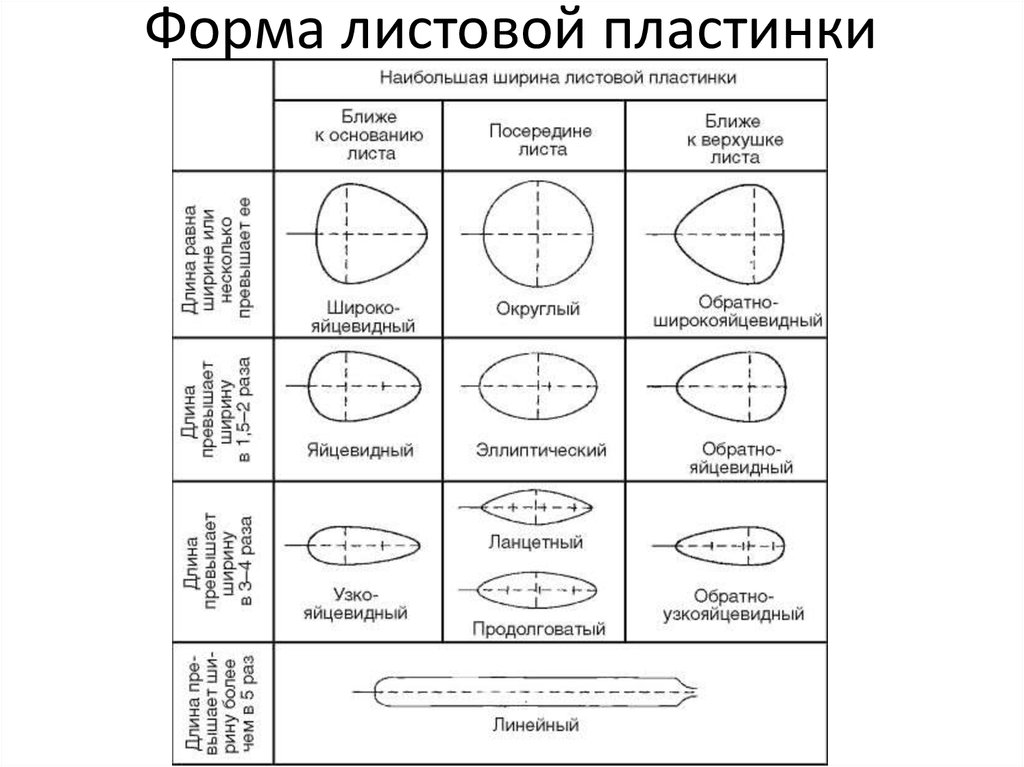 Форма листовой пластинки
Наибольшая ширина листовой пластинки
Ближе
к основанию
листа
Посередине
листа
Ближе
к верхушке
листа
Длина равна
ширине или
несколько
превышает ее
Широко-
яйцевидный
Округлый
Обратно-
широкояйцевидный
Длина
превышает
ширину
в 1,5–2 раза
Яйцевидный
Эллиптический
Обратно-
яйцевидный
Длина
превышает
ширину
в 3–4 раза
Узко-
яйцевидный
Ланцетный
Продолговатый
Обратно-
узкояйцевидный
Длина пре-
вышает ши-
рину более
чем в 5 раз
Линейный